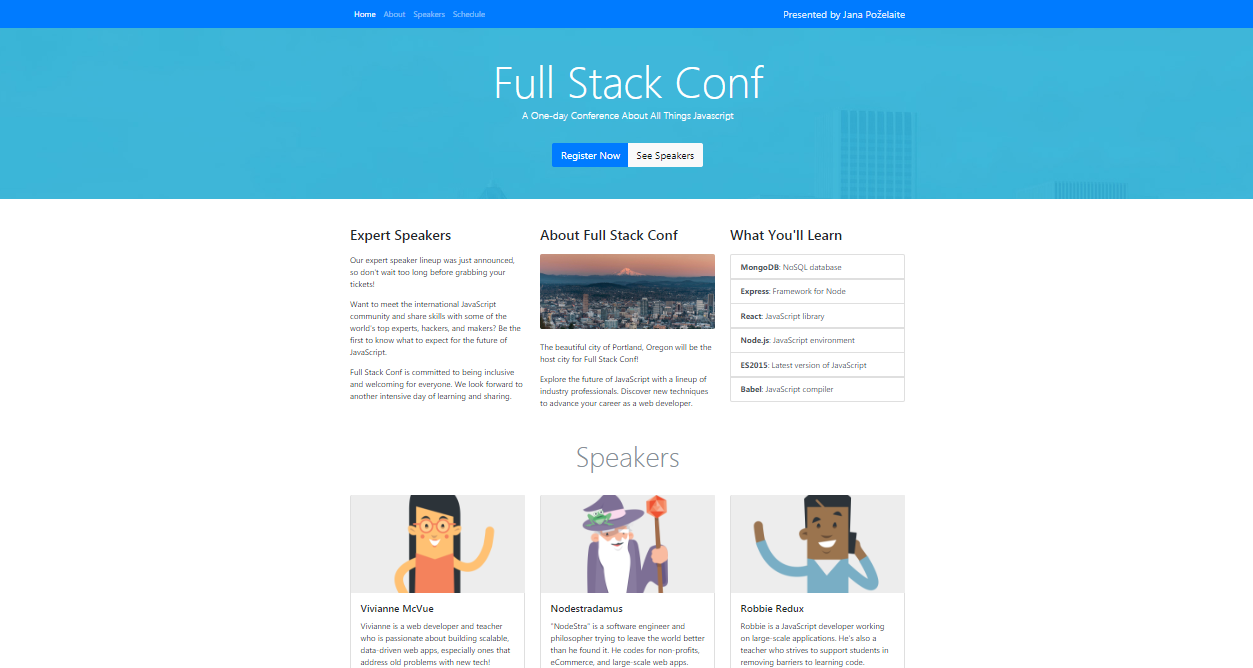 Home About Speakers Schedule
Presented by Jana Poželaite
Full Stack Conf
A One-day Conference About All Things Javascript
Register Now
See Speakers
Expert Speakers
Our expert speaker lineup was just announced,
so don't wait too long before grabbing your
tickets!
Want to meet the international JavaScript
community and share skills with some of the
world's top experts, hackers, and makers? Be the
first to know what to expect for the future of
JavaScript.
Full Stack Conf is committed to being inclusive
and welcoming for everyone. We look forward to
another intensive day of learning and sharing.
About Full Stack Conf
The beautiful city of Portland, Oregon will be the
host city for Full Stack Conf!
Explore the future of JavaScript with a lineup of
industry professionals. Discover new techniques
to advance your career as a web developer.
What You'll Learn
MongoDB: NoSQL database
Express: Framework for Node
React: JavaScript library
Node.js: JavaScript environment
ES2015: Latest version of JavaScript
Babel: JavaScript compiler
Speakers
Vivianne McVue
Vivianne is a web developer and teacher
who is passionate about building scalable,
data-driven web apps, especially ones that
address old problems with new tech!
Nodestradamus
"NodeStra" is a software engineer and
philosopher trying to leave the world better
than he found it. He codes for non-profits,
eCommerce, and large-scale web apps.
Robbie Redux
Robbie is a JavaScript developer working
on large-scale applications. He's also a
teacher who strives to support students in
removing barriers to learning code.